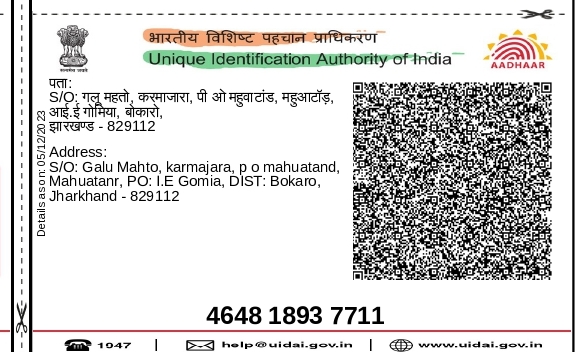 भारतीय विशिष्ट पहचान प्राधिकरण
Unique Identification Authority of India
सत्यमेव जयते
AADHAAR
पता:
S/O: गलू महतो, करमाजारा, पी ओ महुवाटांड, महुआटाँड़,
आई.ई गोमिया, बोकारो,
झारखण्ड - 829112
Address:
S/O: Galu Mahto, karmajara, p o mahuatand,
Mahuatanr, PO: I.E Gomia, DIST: Bokaro,
Jharkhand - 829112
Details as on: 05/12/2023
4648 1893 7711
1947 | help@uidai.gov.in | www.uidai.gov.in